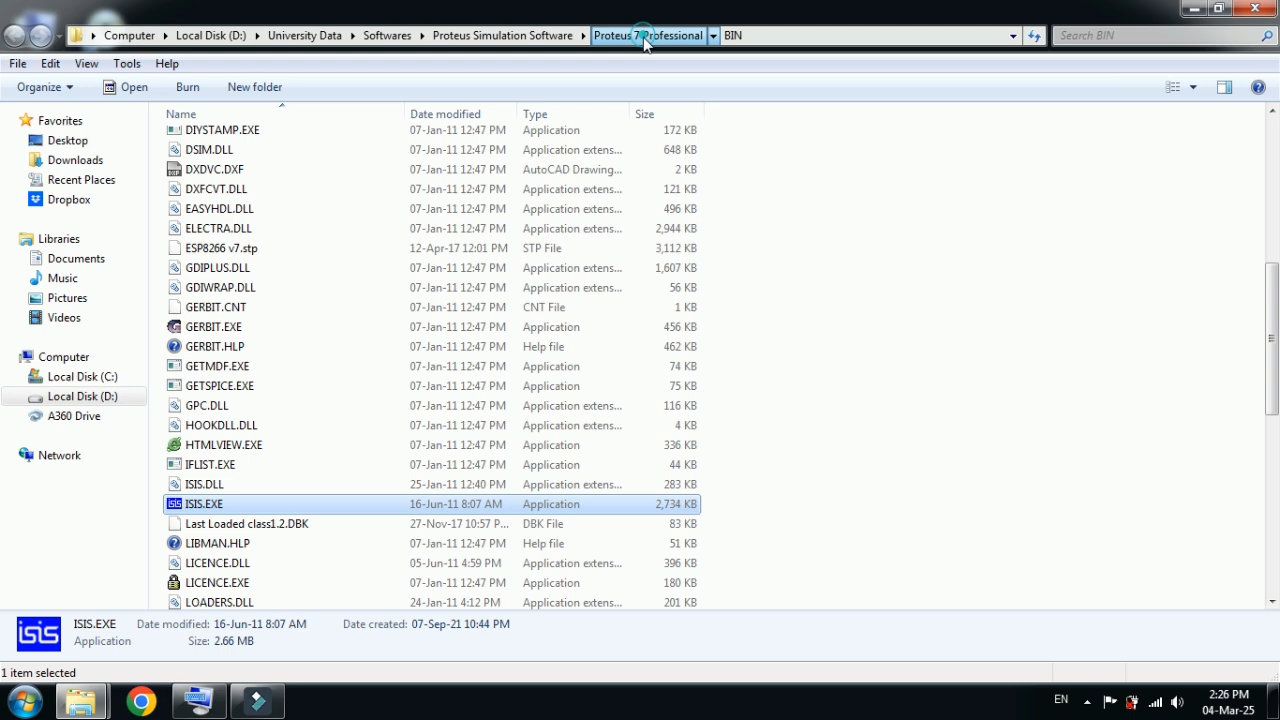 Computer Local Disk (D:) University Data Softwares Proteus Simulation Software Proteus 7 Professional BIN Search BIN
File Edit View Tools Help
Organize Open Burn New folder
Name Date modified Type Size
DIYSTAMP.EXE 07-Jan-11 12:47 PM Application 172 KB
DSIM.DLL 07-Jan-11 12:47 PM Application extens... 648 KB
DXDVC.DXF 07-Jan-11 12:47 PM AutoCAD Drawing... 2 KB
DXFCVT.DLL 07-Jan-11 12:47 PM Application extens... 121 KB
EASYHDL.DLL 07-Jan-11 12:47 PM Application extens... 496 KB
ELECTRA.DLL 07-Jan-11 12:47 PM Application extens... 2,944 KB
ESP8266 v7.stp 12-Apr-17 12:01 PM STP File 3,112 KB
GDIPLUS.DLL 07-Jan-11 12:47 PM Application extens... 1,607 KB
GDIWRAP.DLL 07-Jan-11 12:47 PM Application extens... 56 KB
GERBIT.CNT 07-Jan-11 12:47 PM CNT File 1 KB
GERBIT.EXE 07-Jan-11 12:47 PM Application 456 KB
GERBIT.HLP 07-Jan-11 12:47 PM Help file 462 KB
GETMDF.EXE 07-Jan-11 12:47 PM Application 74 KB
GETSPICE.EXE 07-Jan-11 12:47 PM Application 75 KB
GPC.DLL 07-Jan-11 12:47 PM Application extens... 116 KB
HOOKDLL.DLL 07-Jan-11 12:47 PM Application extens... 4 KB
HTMLVIEW.EXE 07-Jan-11 12:47 PM Application 336 KB
IFLIST.EXE 07-Jan-11 12:47 PM Application 44 KB
ISIS.DLL 25-Jan-11 12:40 PM Application extens... 283 KB
ISIS.EXE 16-Jun-11 8:07 AM Application 2,734 KB
Last Loaded class1.2.DBK 27-Nov-17 10:57 P... DBK File 83 KB
LIBMAN.HLP 07-Jan-11 12:47 PM Help file 51 KB
LICENCE.DLL 05-Jun-11 4:59 PM Application extens... 396 KB
LICENCE.EXE 07-Jan-11 12:47 PM Application 180 KB
LOADERS.DLL 24-Jan-11 4:12 PM Application extens... 201 KB
Favorites
Desktop
Downloads
Recent Places
Dropbox
Libraries
Documents
Music
Pictures
Videos
Computer
Local Disk (C:)
Local Disk (D:)
A360 Drive
Network
isis ISIS.EXE Date modified: 16-Jun-11 8:07 AM Date created: 07-Sep-21 10:44 PM
Application Size: 2.66 MB
1 item selected
EN 2:26 PM
04-Mar-25